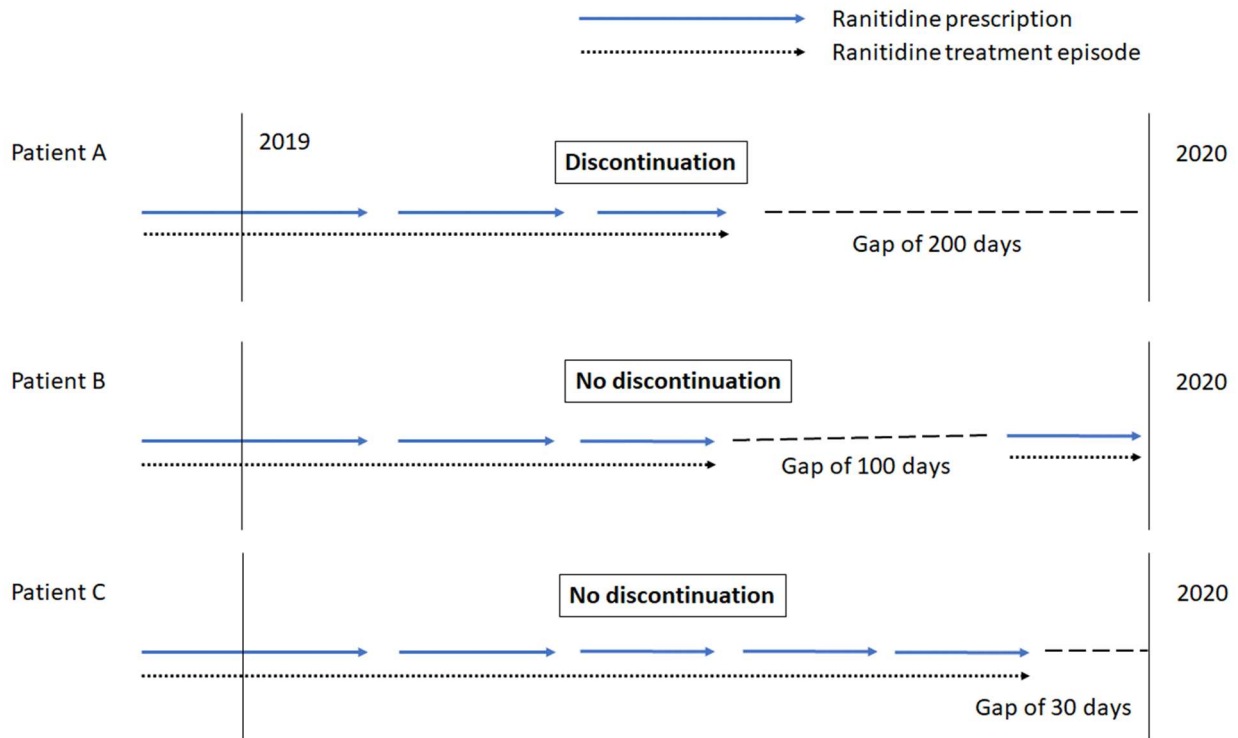 Ranitidine prescription
Ranitidine treatment episode
Patient A
2019
Discontinuation
2020
Gap of 200 days
Patient B
No discontinuation
2020
Gap of 100 days
Patient C
No discontinuation
2020
Gap of 30 days